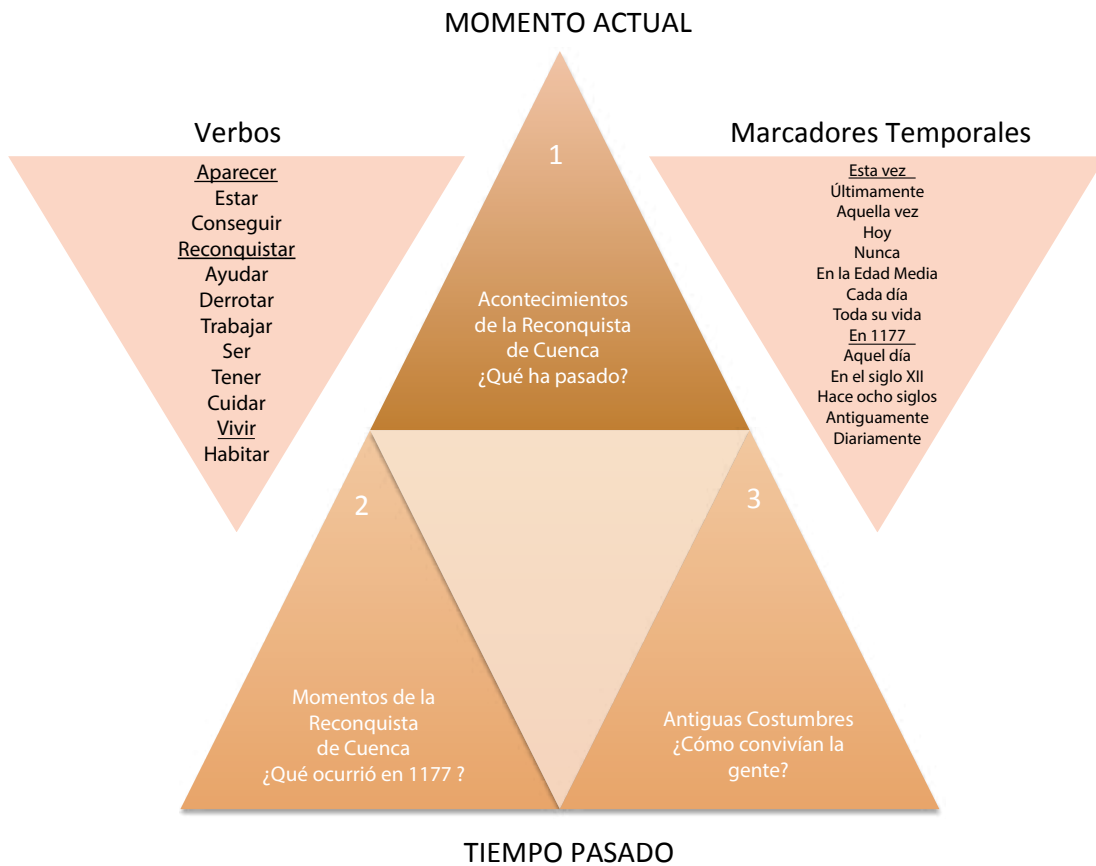 MOMENTO ACTUAL
Verbos
Aparecer
Estar
Conseguir
Reconquistar
Ayudar
Derrotar
Trabajar
Ser
Tener
Cuidar
Vivir
Habitar
1
Acontecimientos
de la Reconquista
de Cuenca
¿Qué ha pasado?
Marcadores Temporales
Esta vez
Últimamente
Aquella vez
Hoy
Nunca
En la Edad Media
Cada día
Toda su vida
En 1177
Aquel día
En el siglo XII
Hace ocho siglos
Antiguamente
Diariamente
2
Momentos de la
Reconquista
de Cuenca
¿Qué ocurrió en 1177 ?
3
Antiguas Costumbres
¿Cómo convivían la
gente?
TIEMPO PASADO